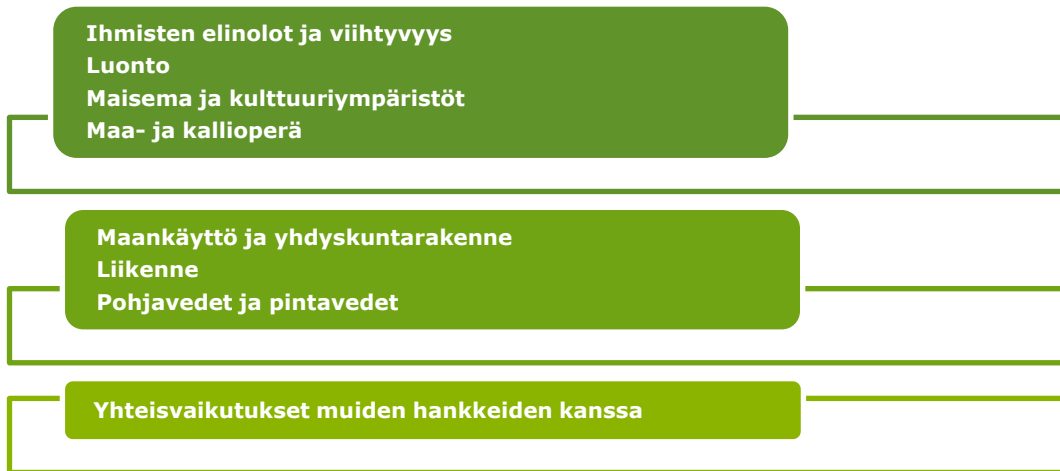 Ihmisten elinolot ja viihtyvyys
Luonto
Maisema ja kulttuuriympäristöt
Maa- ja kallioperä
Maankäyttö ja yhdyskuntarakenne
Liikenne
Pohjavedet ja pintavedet
Yhteisvaikutukset muiden hankkeiden kanssa